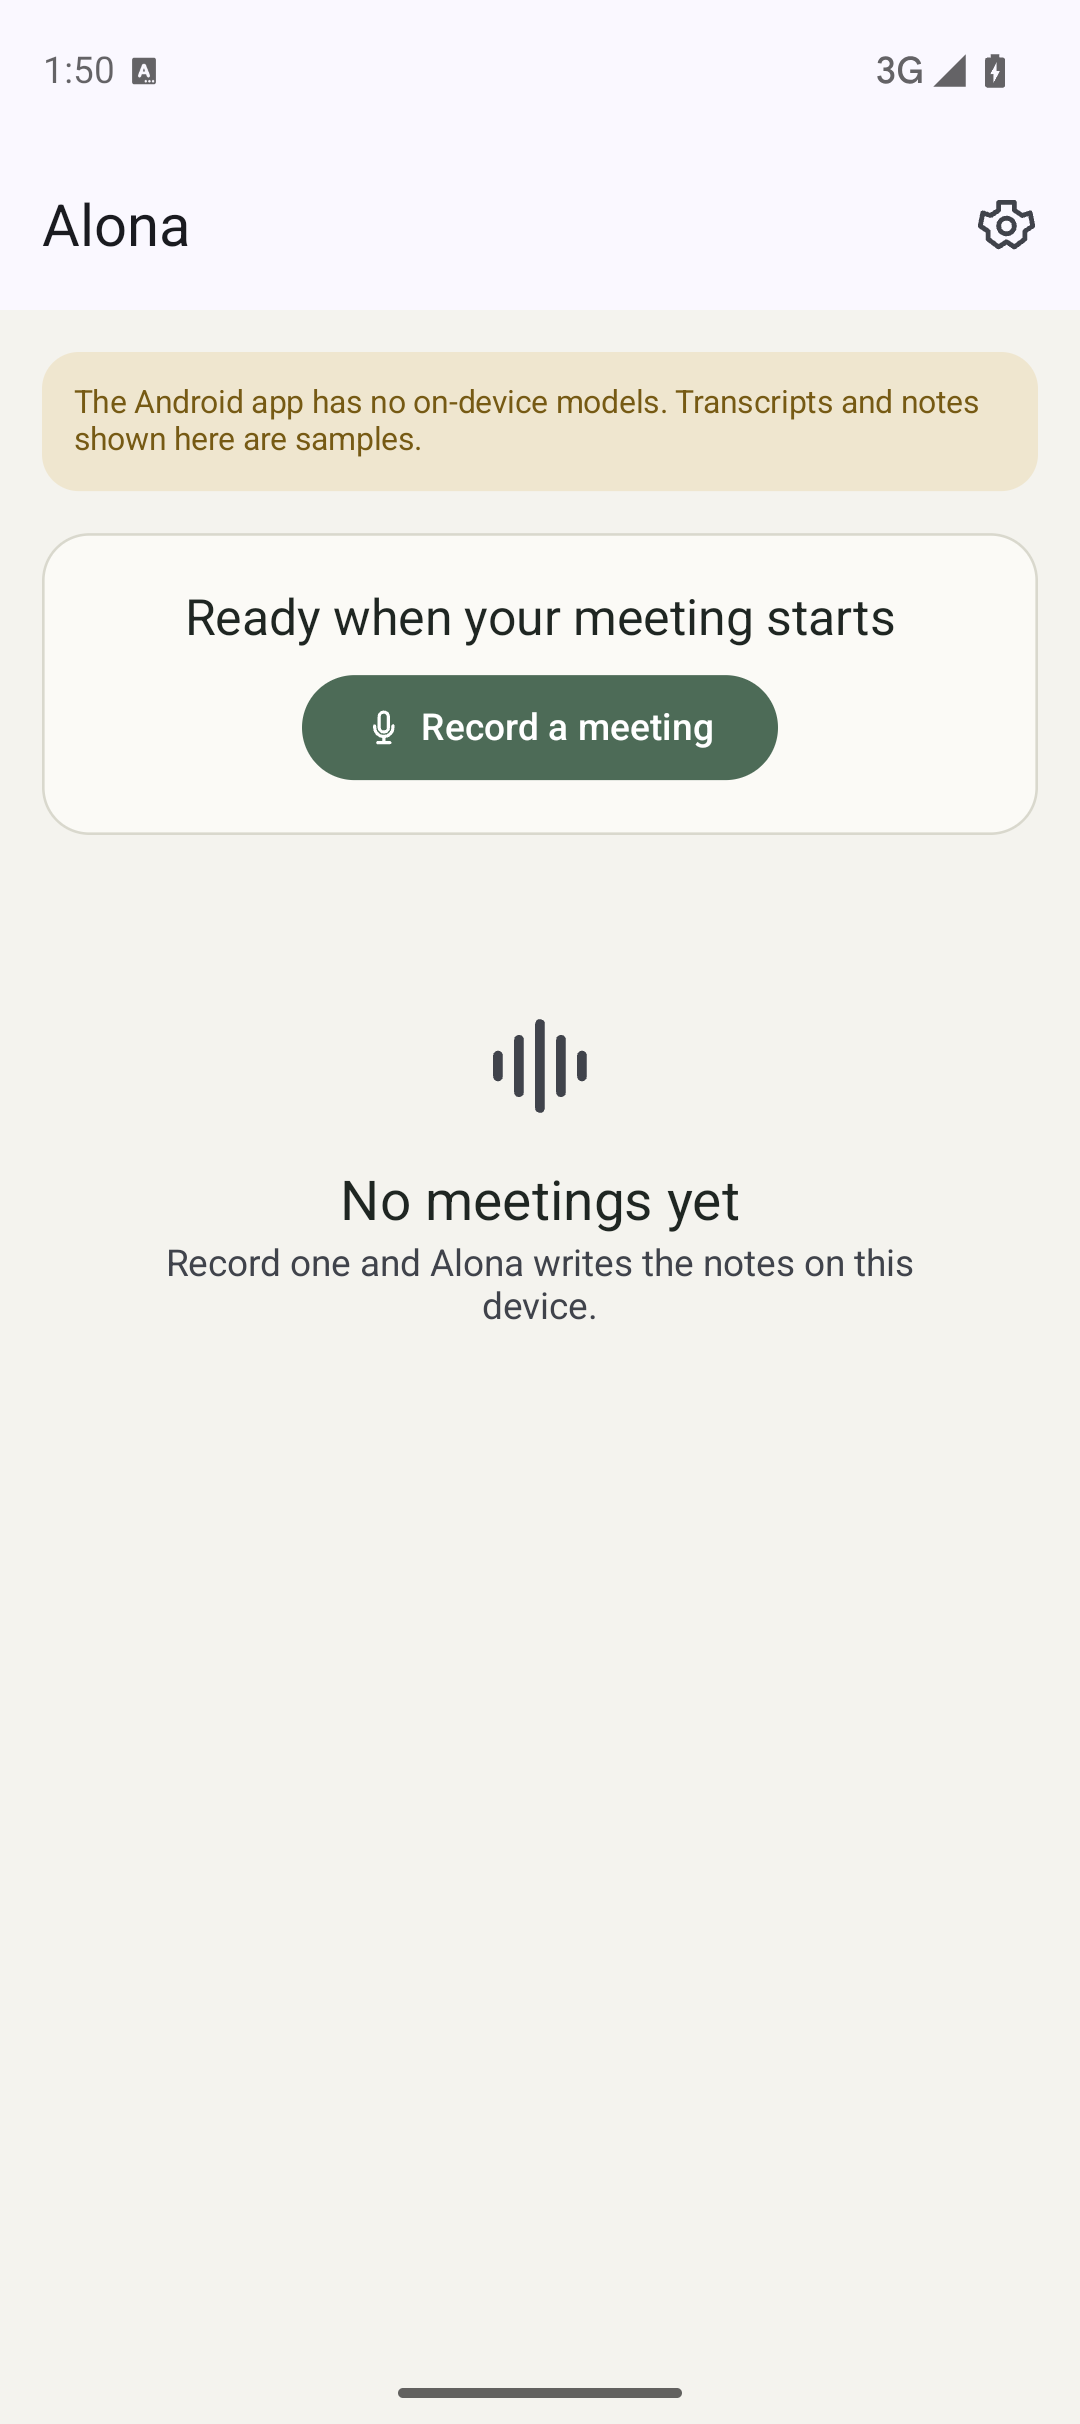 1:50
3G
Alona
The Android app has no on-device models. Transcripts and notes
shown here are samples.
Ready when your meeting starts
Record a meeting
No meetings yet
Record one and Alona writes the notes on this
device.